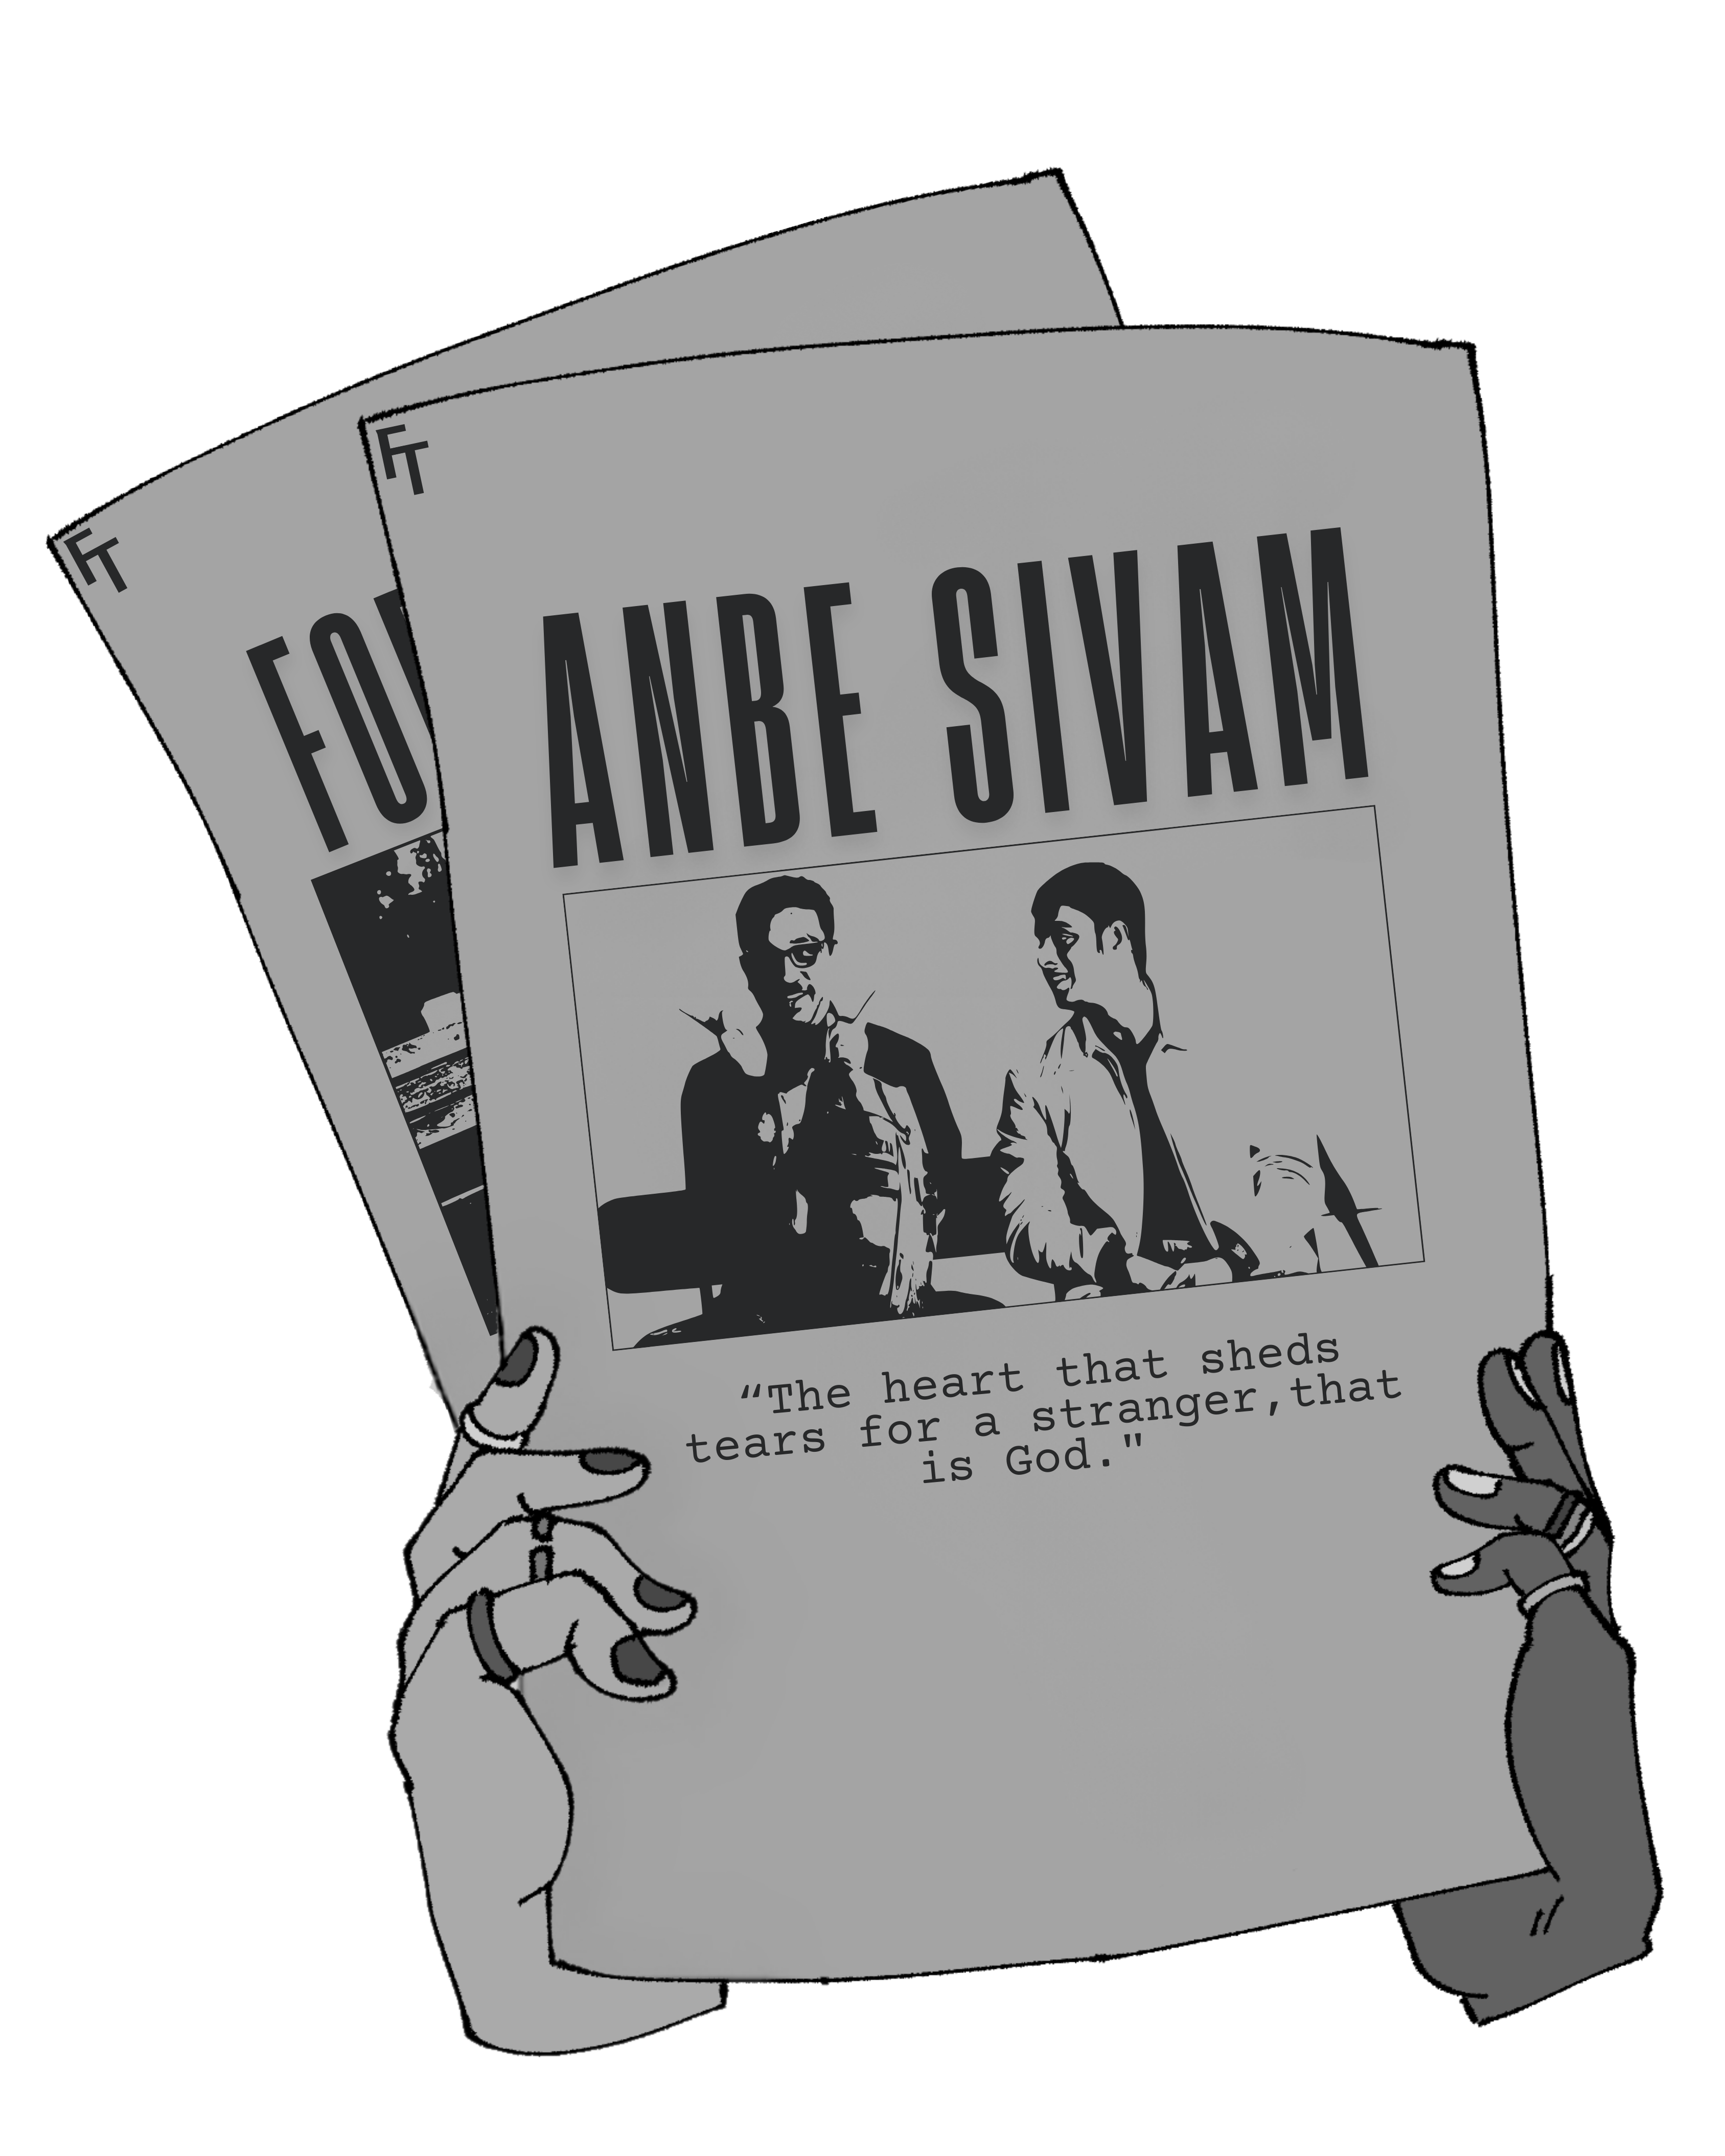 FT
FT
FO
ANBE SIVAM
“The heart that sheds
tears for a stranger,that
is God."